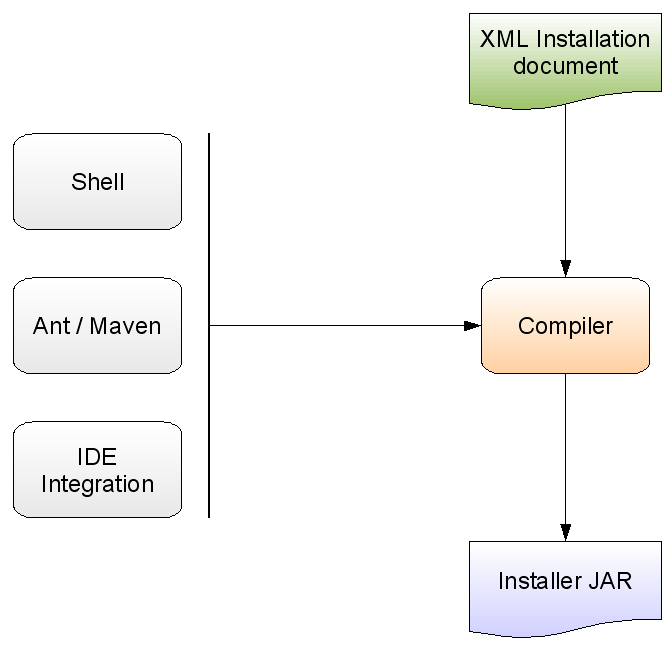 XML Installation
document
Shell
Ant / Maven
Compiler
IDE
Integration
Installer JAR